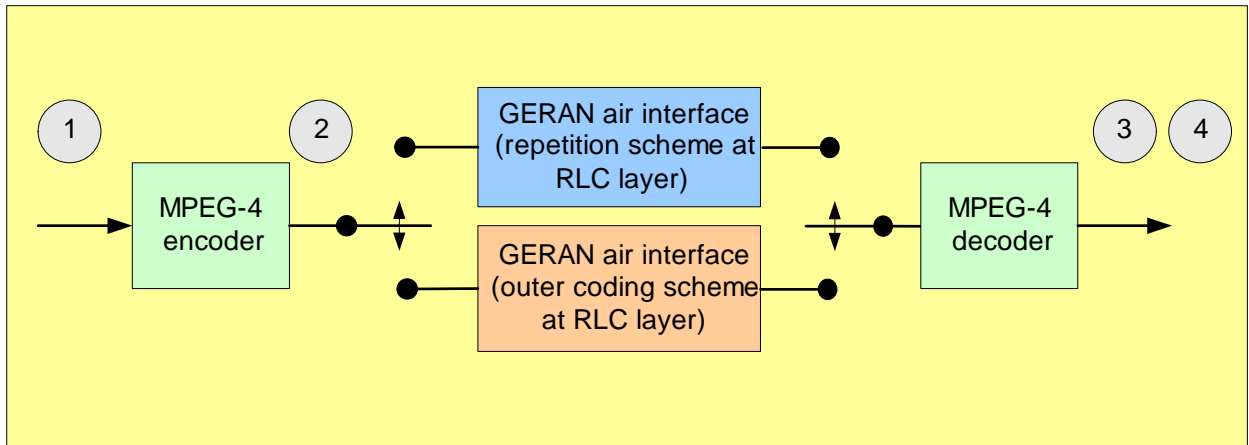 1
2
3
4
MPEG-4
encoder
GERAN air interface
(repetition scheme at
RLC layer)
GERAN air interface
(outer coding scheme
at RLC layer)
MPEG-4
decoder